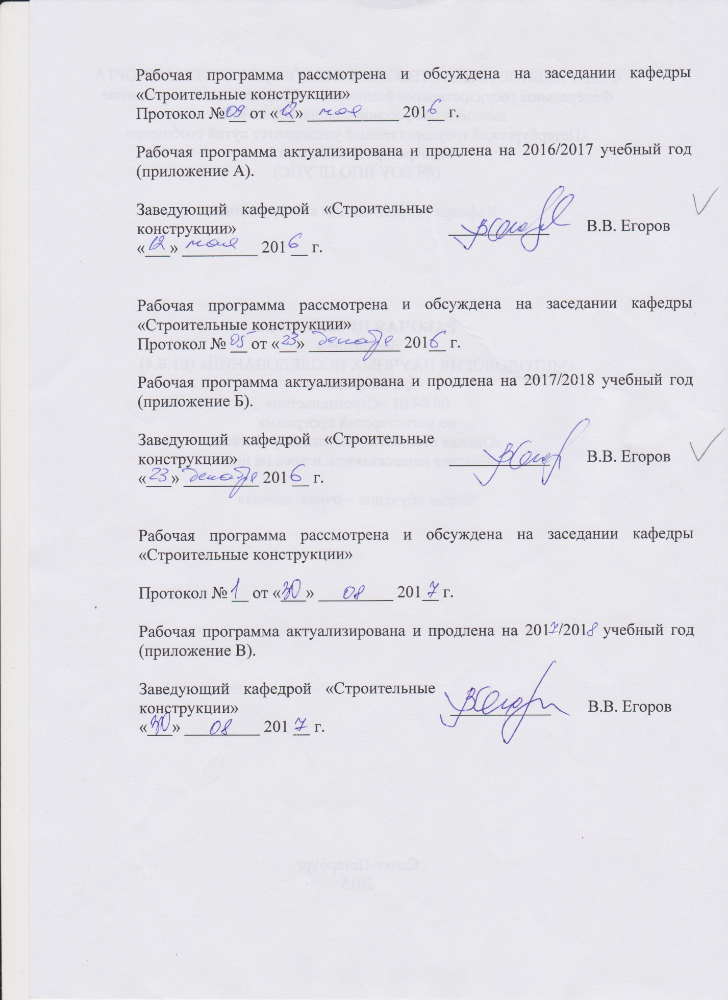 Рабочая программа рассмотрена и обсуждена на заседании кафедры
«Строительные конструкции»
Протокол № 09 от «12» мая 2016 г.
Рабочая программа актуализирована и продлена на 2016/2017 учебный год
(приложение А).
Заведующий кафедрой «Строительные
конструкции» В.В. Егоров
«12» мая 2016 г.
Рабочая программа рассмотрена и обсуждена на заседании кафедры
«Строительные конструкции»
Протокол № 05 от «23» декабря 2016 г.
Рабочая программа актуализирована и продлена на 2017/2018 учебный год
(приложение Б).
Заведующий кафедрой «Строительные
конструкции» В.В. Егоров
«23» декабря 2016 г.
Рабочая программа рассмотрена и обсуждена на заседании кафедры
«Строительные конструкции»
Протокол № 1 от «30» 08 2017 г.
Рабочая программа актуализирована и продлена на 2017/2018 учебный год
(приложение В).
Заведующий кафедрой «Строительные
конструкции» В.В. Егоров
«30» 08 2017 г.